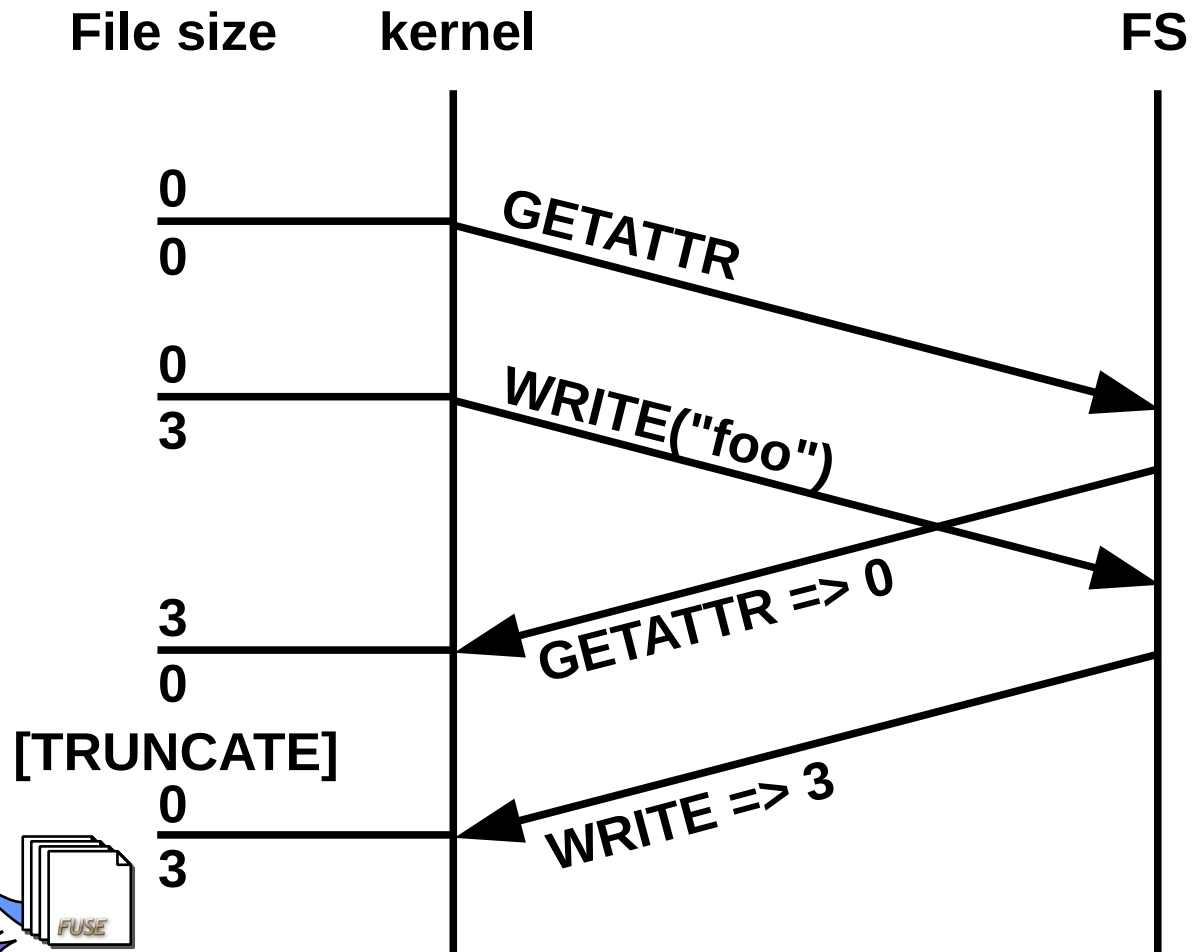 File size kernel FS
0
GETATTR
0
0
WRITE("foo")
3
GETATTR => 0
3
0
[TRUNCATE]
WRITE => 3
0
3
FUSE